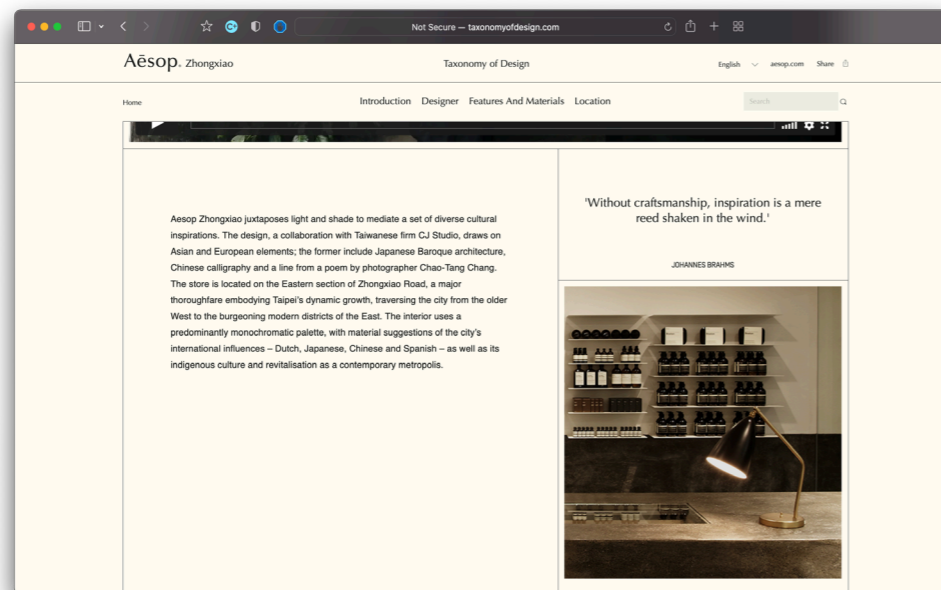 Not Secure — taxonomyofdesign.com
Aēsop. Zhongxiao
Taxonomy of Design
English
aesop.com
Share
Home
Introduction
Designer
Features And Materials
Location
Search
Aesop Zhongxiao juxtaposes light and shade to mediate a set of diverse cultural
inspirations. The design, a collaboration with Taiwanese firm CJ Studio, draws on
Asian and European elements; the former include Japanese Baroque architecture,
Chinese calligraphy and a line from a poem by photographer Chao-Tang Chang.
The store is located on the Eastern section of Zhongxiao Road, a major
thoroughfare embodying Taipei's dynamic growth, traversing the city from the older
West to the burgeoning modern districts of the East. The interior uses a
predominantly monochromatic palette, with material suggestions of the city's
international influences – Dutch, Japanese, Chinese and Spanish – as well as its
indigenous culture and revitalisation as a contemporary metropolis.
'Without craftsmanship, inspiration is a mere
reed shaken in the wind.'
JOHANNES BRAHMS